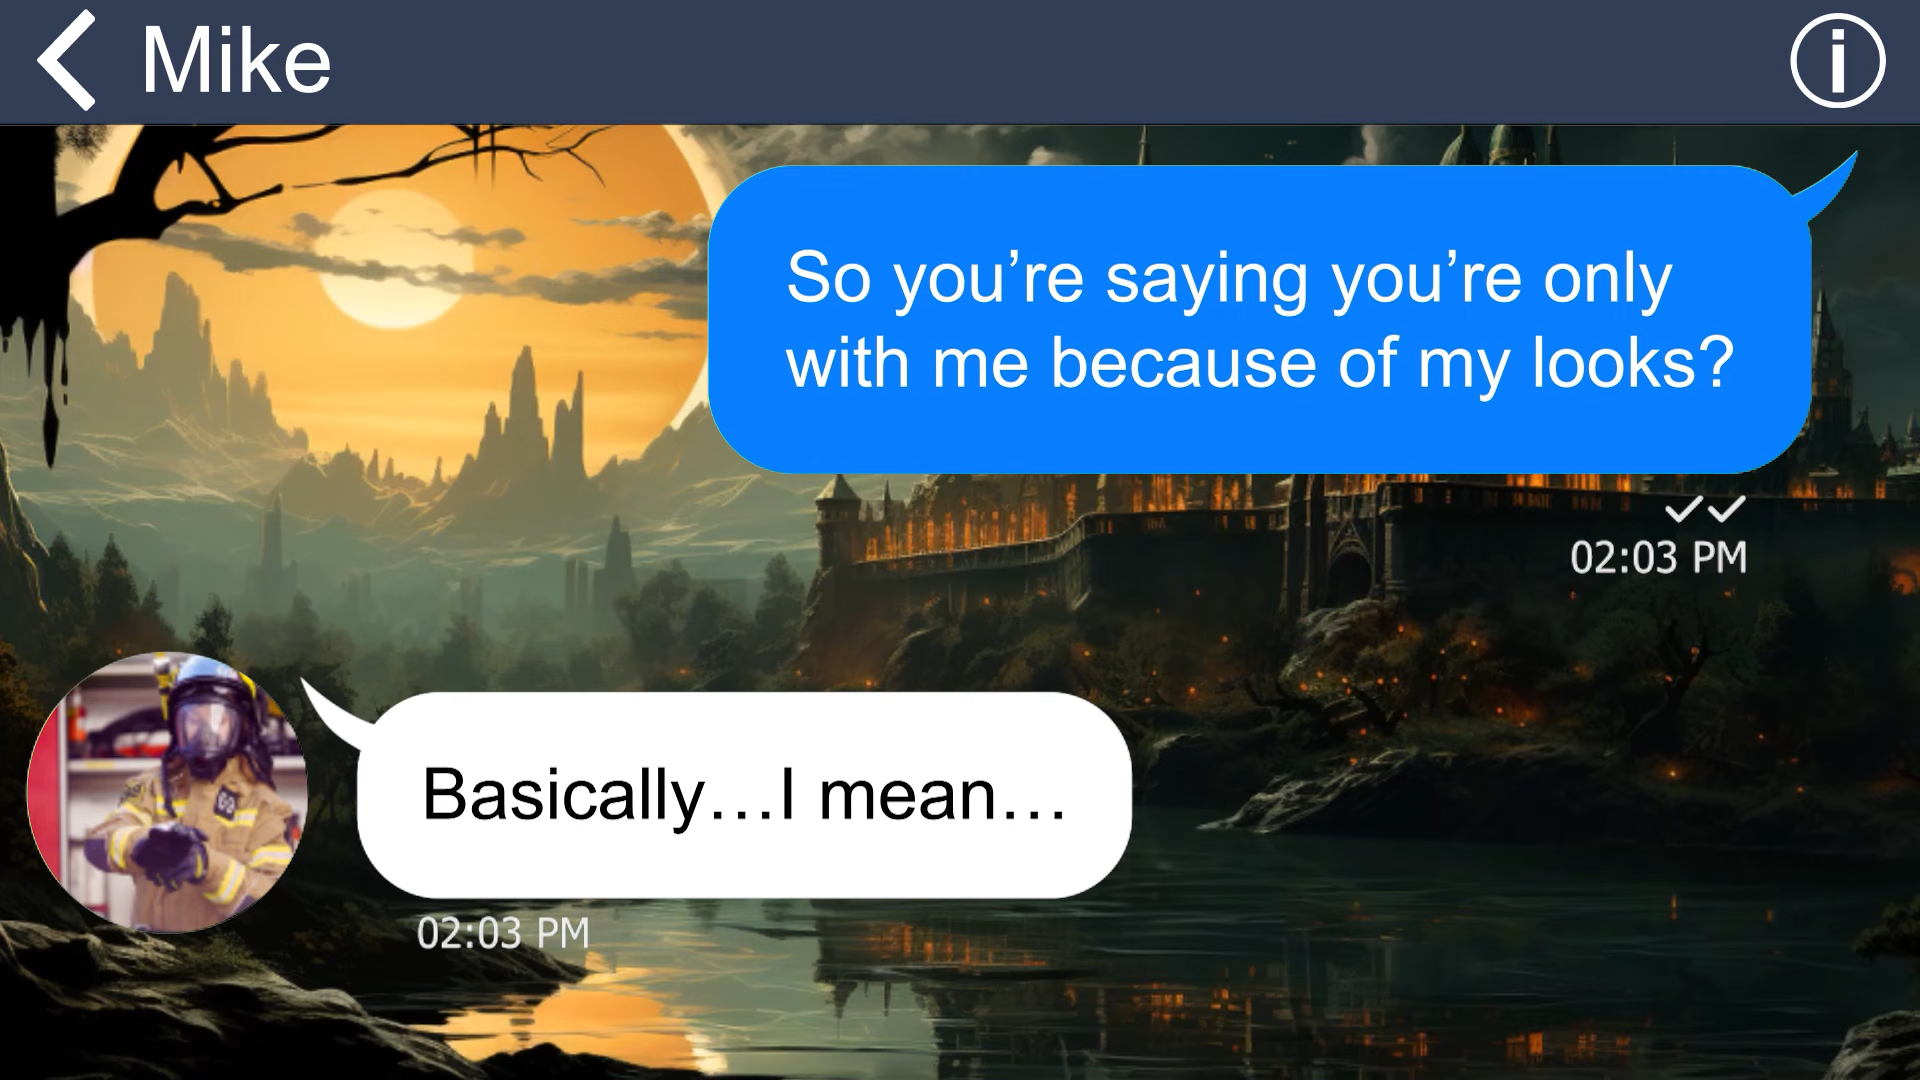 Mike
So you’re saying you’re only
with me because of my looks?
02:03 PM
Basically…I mean…
02:03 PM